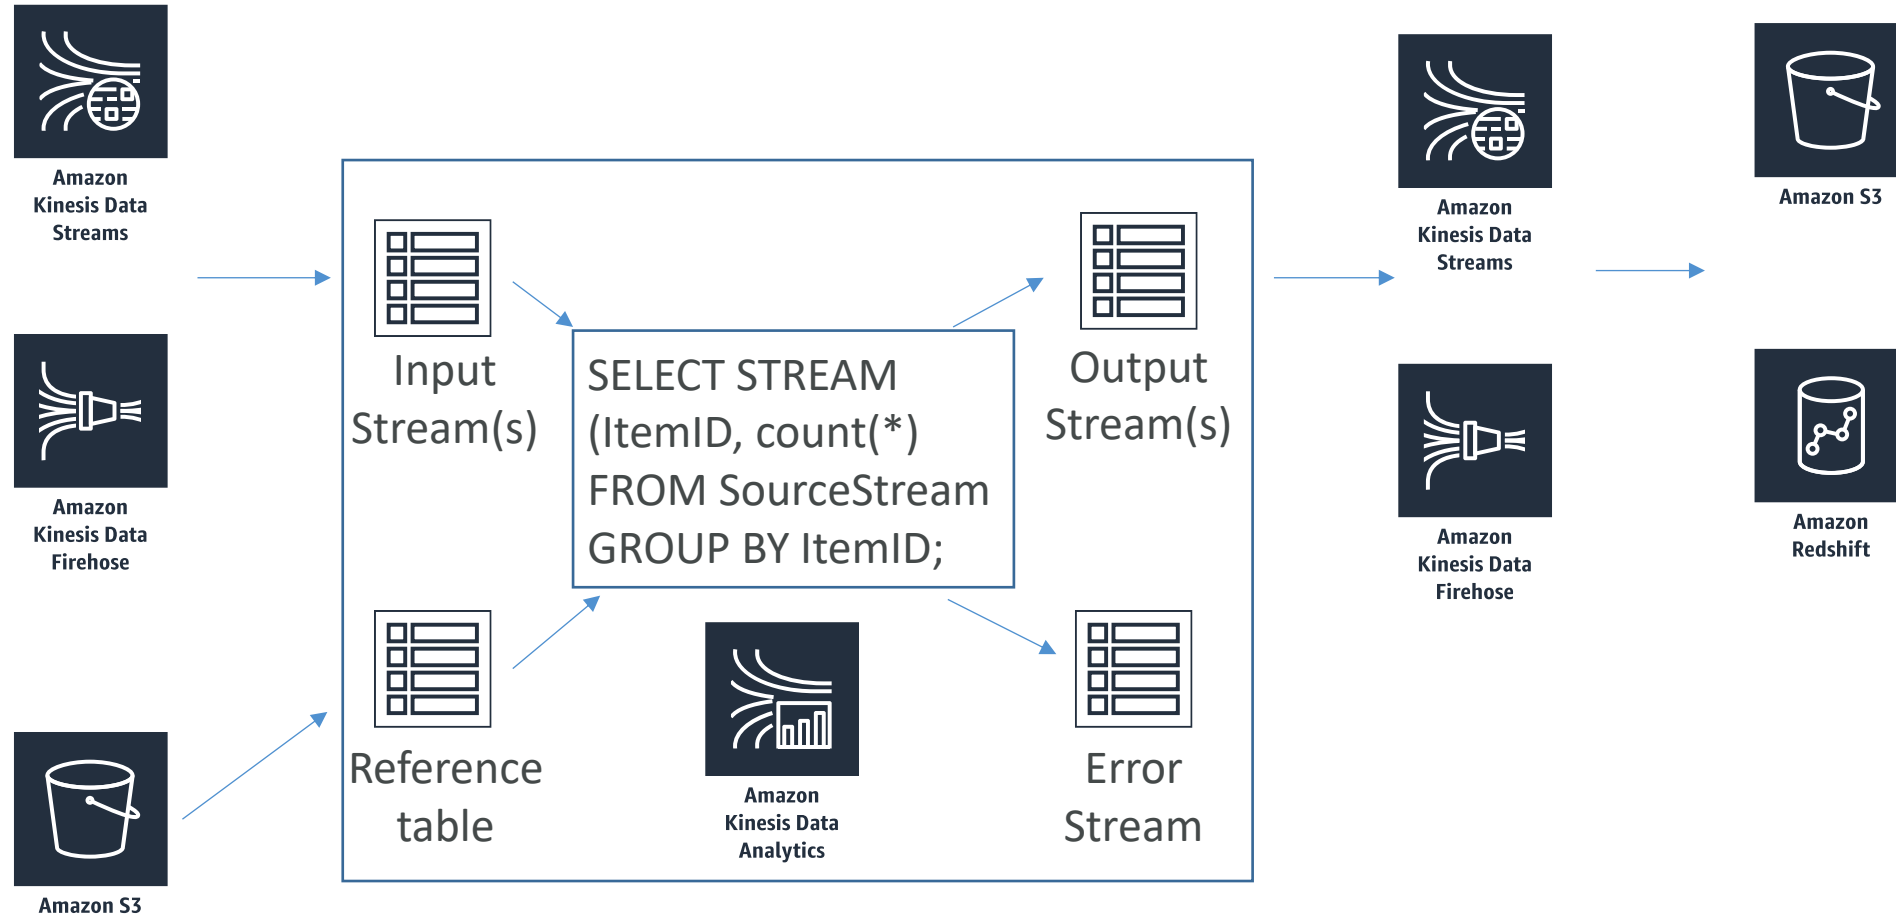 Amazon
Kinesis Data
Streams
Amazon
Kinesis Data
Firehose
Amazon S3
Input
Stream(s)
Reference
table
SELECT STREAM
(ItemID, count(*)
FROM SourceStream
GROUP BY ItemID;
Amazon
Kinesis Data
Analytics
Output
Stream(s)
Error
Stream
Amazon
Kinesis Data
Streams
Amazon
Kinesis Data
Firehose
Amazon S3
Amazon
Redshift